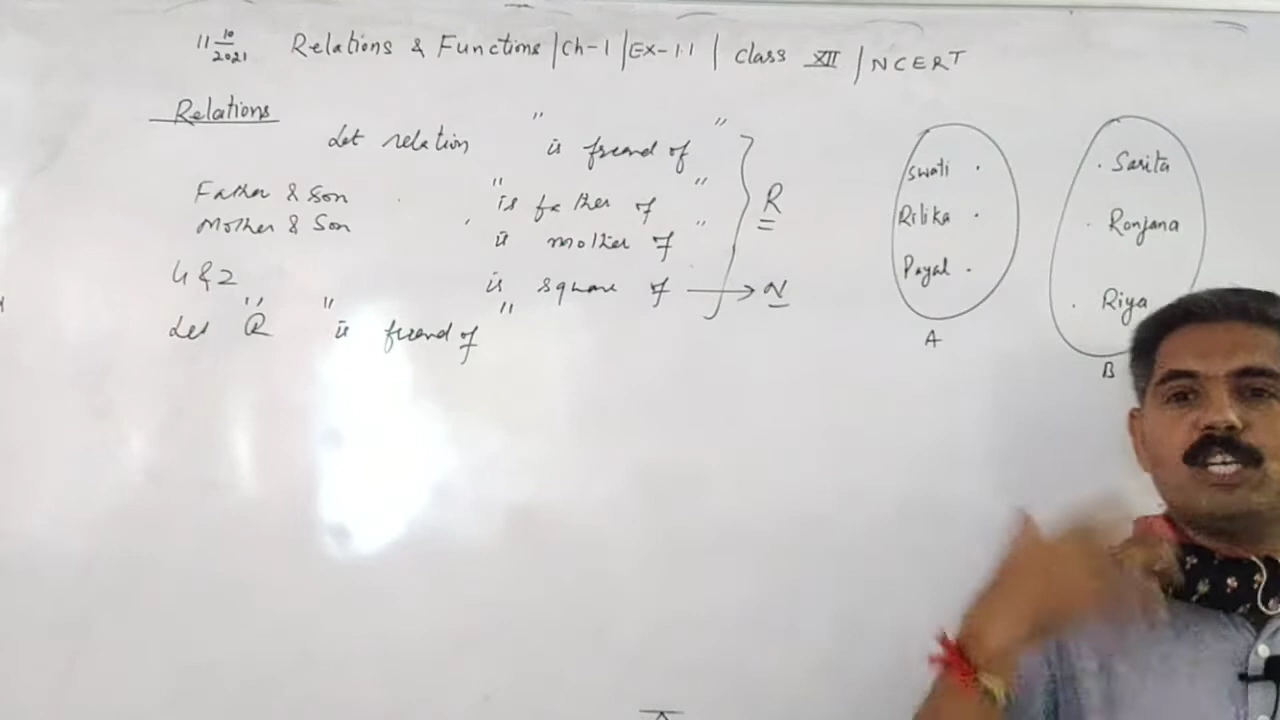 11 10/2021 Relations & Functions | Ch-1 | Ex-1.1 | Class XII | NCERT
Relations
Let relation "is friend of"
Father & Son "is father of"
Mother & Son "is mother of"
R
4 & 2 is square of → N
Let "R" "is friend of"
Swati
Ritika
Payal
A
Sarita
Ranjana
Riya
B